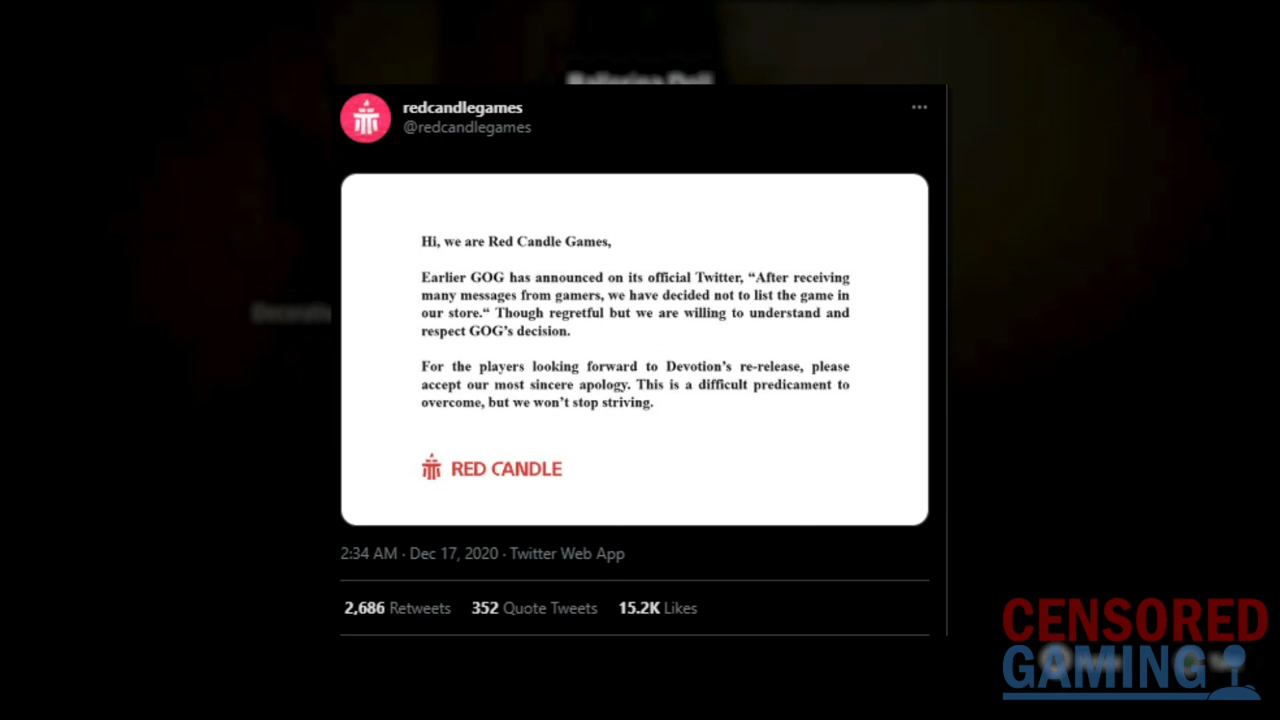 redcandlegames
@redcandlegames
Hi, we are Red Candle Games,
Earlier GOG has announced on its official Twitter, “After receiving
many messages from gamers, we have decided not to list the game in
our store.“ Though regretful but we are willing to understand and
respect GOG’s decision.
For the players looking forward to Devotion’s re-release, please
accept our most sincere apology. This is a difficult predicament to
overcome, but we won’t stop striving.
RED CANDLE
2:34 AM · Dec 17, 2020 · Twitter Web App
2,686 Retweets 352 Quote Tweets 15.2K Likes
CENSORED
GAMING